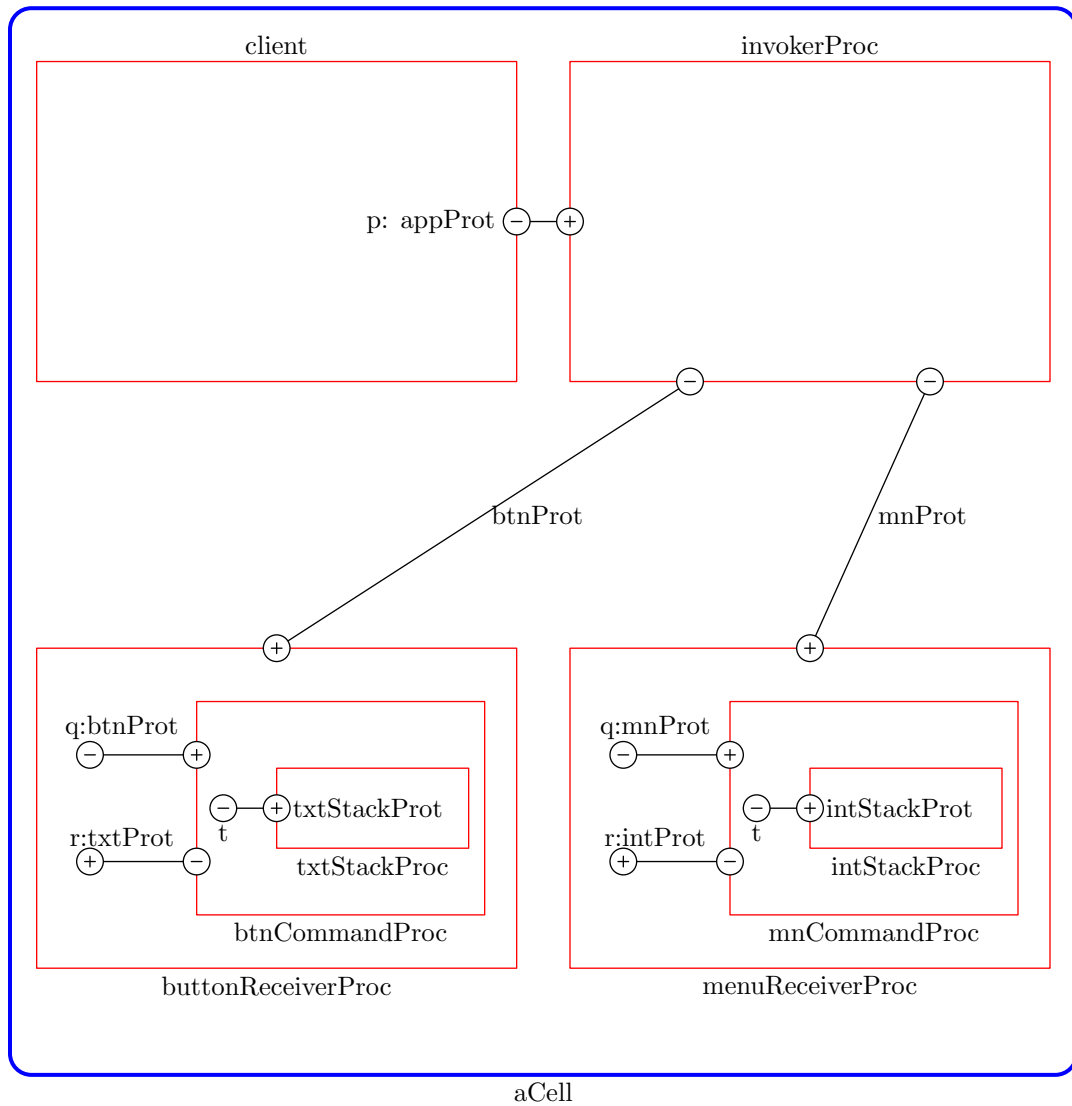 client
invokerProc
p: appProt
−
+
−
−
btnProt
mnProt
+
+
q:btnProt
−
+
−
+
txtStackProt
t
r:txtProt
+
−
txtStackProc
btnCommandProc
buttonReceiverProc
q:mnProt
−
+
−
+
intStackProt
t
r:intProt
+
−
intStackProc
mnCommandProc
menuReceiverProc
aCell